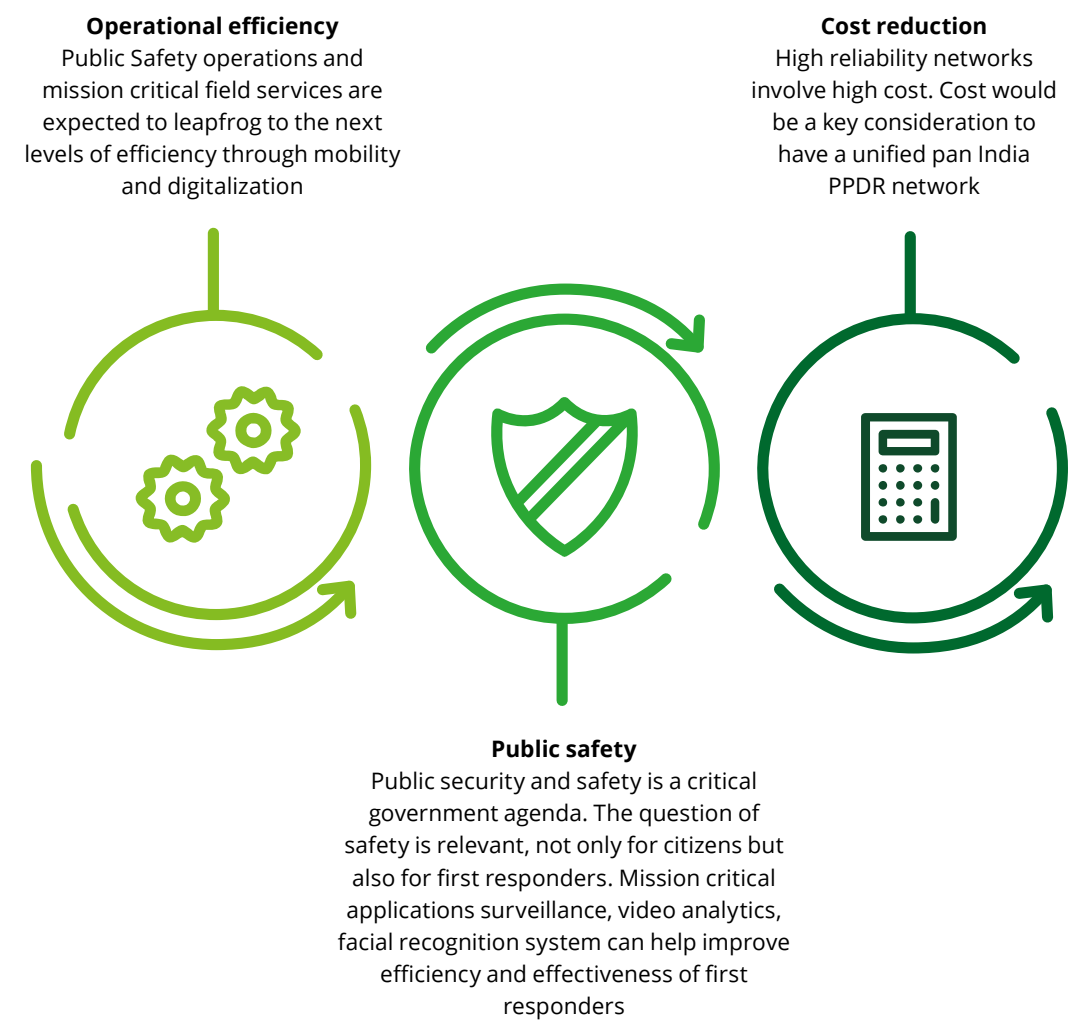 Operational efficiency
Public Safety operations and
mission critical field services are
expected to leapfrog to the next
levels of efficiency through mobility
and digitalization
Cost reduction
High reliability networks
involve high cost. Cost would
be a key consideration to
have a unified pan India
PPDR network
Public safety
Public security and safety is a critical
government agenda. The question of
safety is relevant, not only for citizens but
also for first responders. Mission critical
applications surveillance, video analytics,
facial recognition system can help improve
efficiency and effectiveness of first
responders